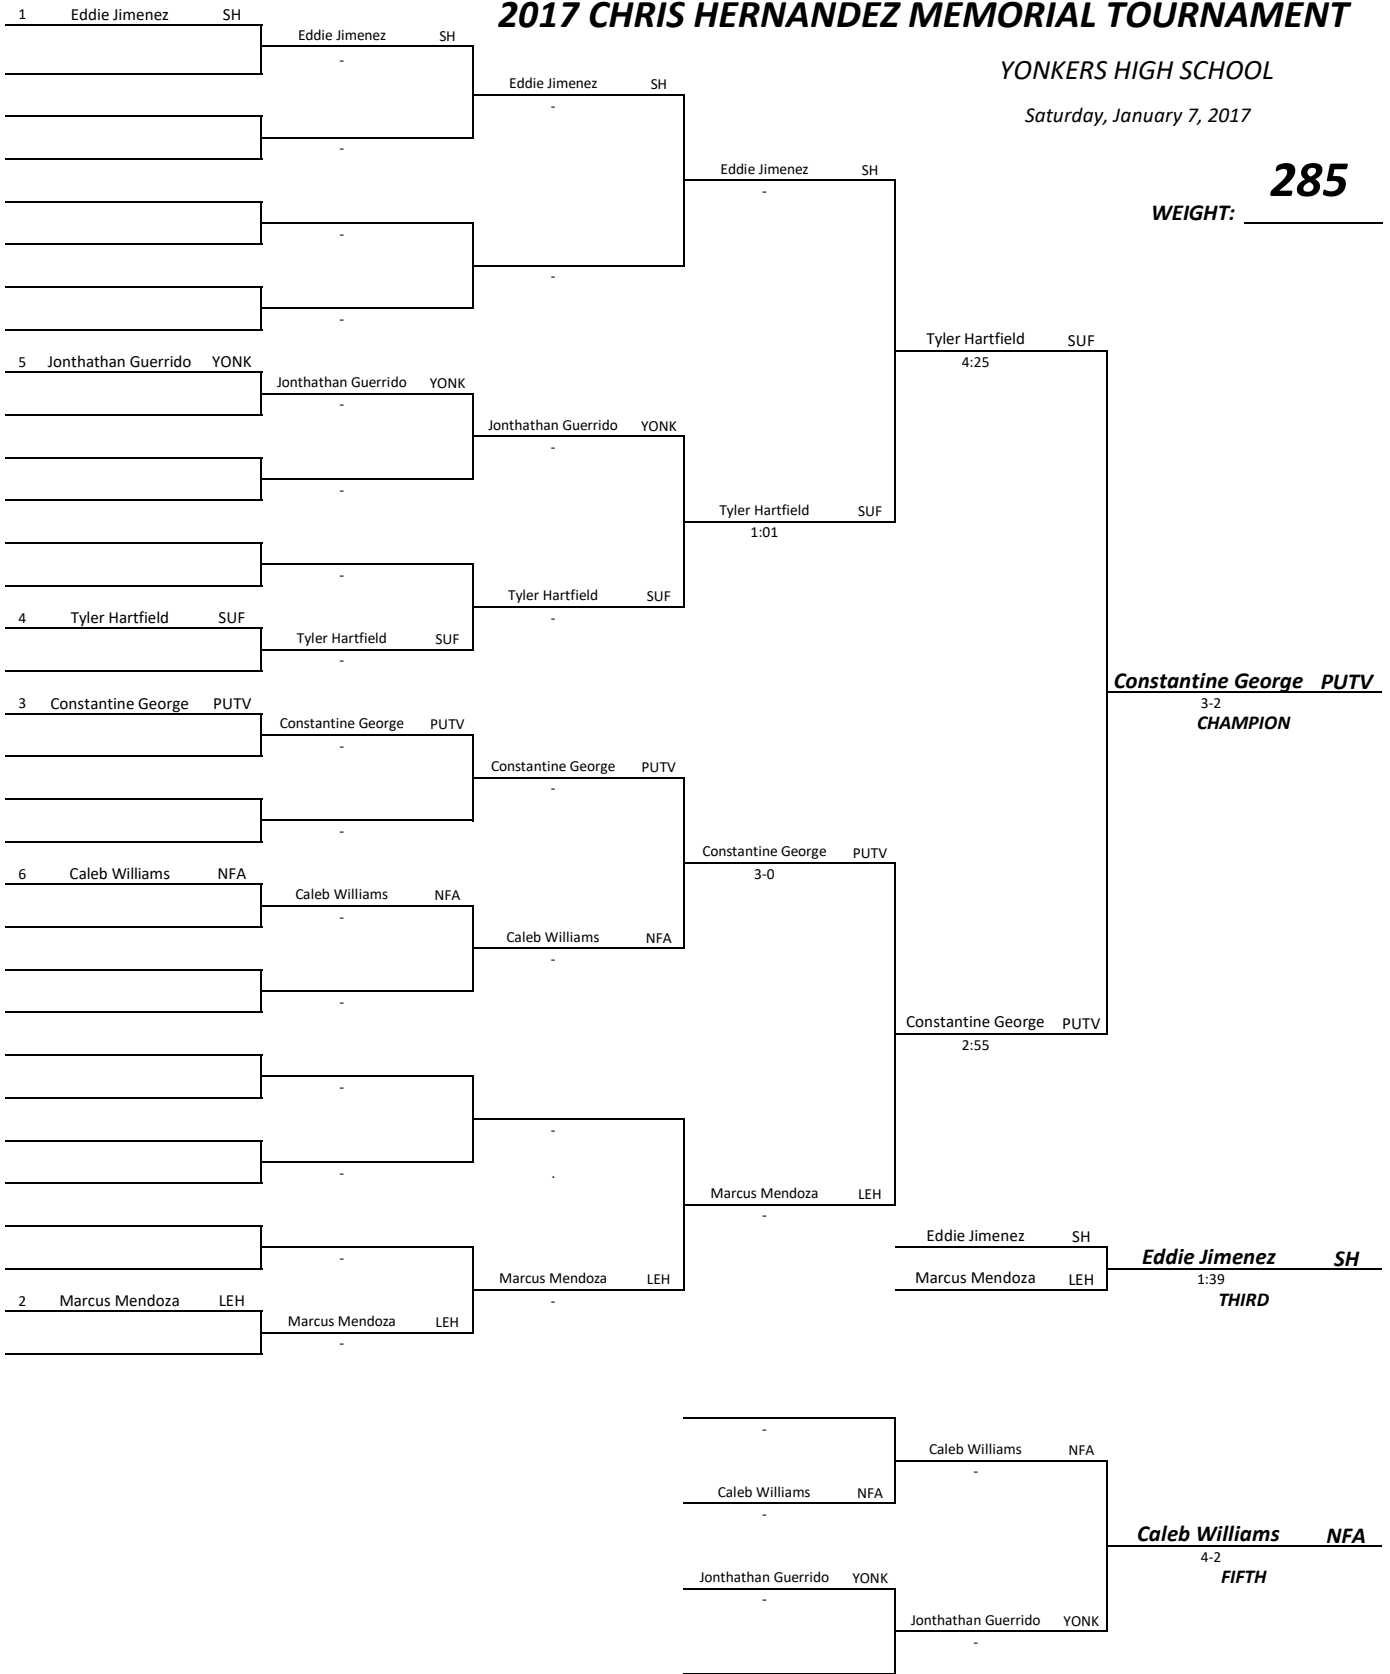 2017 CHRIS HERNANDEZ MEMORIAL TOURNAMENT
1 Eddie Jimenez SH
Eddie Jimenez SH
-
YONKERS HIGH SCHOOL
Eddie Jimenez SH
-
Saturday, January 7, 2017
-
Eddie Jimenez SH
-
285
WEIGHT:
-
-
-
Tyler Hartfield SUF
4:25
5 Jonthathan Guerrido YONK
Jonthathan Guerrido YONK
-
Jonthathan Guerrido YONK
-
-
Tyler Hartfield SUF
1:01
-
Tyler Hartfield SUF
-
4 Tyler Hartfield SUF
Tyler Hartfield SUF
-
Constantine George PUTV
3-2
CHAMPION
3 Constantine George PUTV
Constantine George PUTV
-
Constantine George PUTV
-
-
Constantine George PUTV
3-0
6 Caleb Williams NFA
Caleb Williams NFA
-
Caleb Williams NFA
-
-
Constantine George PUTV
2:55
-
-
-
.
Marcus Mendoza LEH
-
Eddie Jimenez SH
-
Eddie Jimenez SH
1:39
THIRD
Marcus Mendoza LEH
Marcus Mendoza LEH
-
2 Marcus Mendoza LEH
Marcus Mendoza LEH
-
-
Caleb Williams NFA
-
Caleb Williams NFA
-
Caleb Williams NFA
4-2
FIFTH
Jonthathan Guerrido YONK
-
Jonthathan Guerrido YONK
-